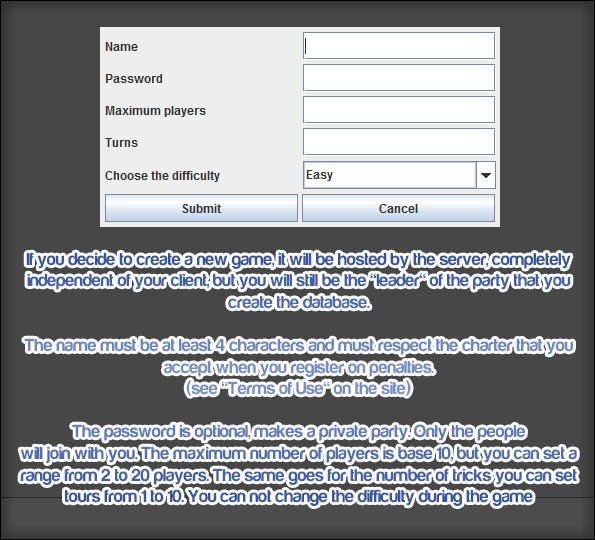 Name
Password
Maximum players
Turns
Choose the difficulty
Easy
Submit Cancel
If you decide to create a new game, it will be hosted by the server, completely
independent of your client, but you will still be the "leader" of the party that you
create the database.
The name must be at least 4 characters and must respect the charter that you
accept when you register on penalties.
(see "Terms of Use" on the site)
The password is optional, makes a private party. Only the people
will join with you. The maximum number of players is base 10, but you can set a
range from 2 to 20 players. The same goes for the number of tricks you can set
tours from 1 to 10. You can not change the difficulty during the game